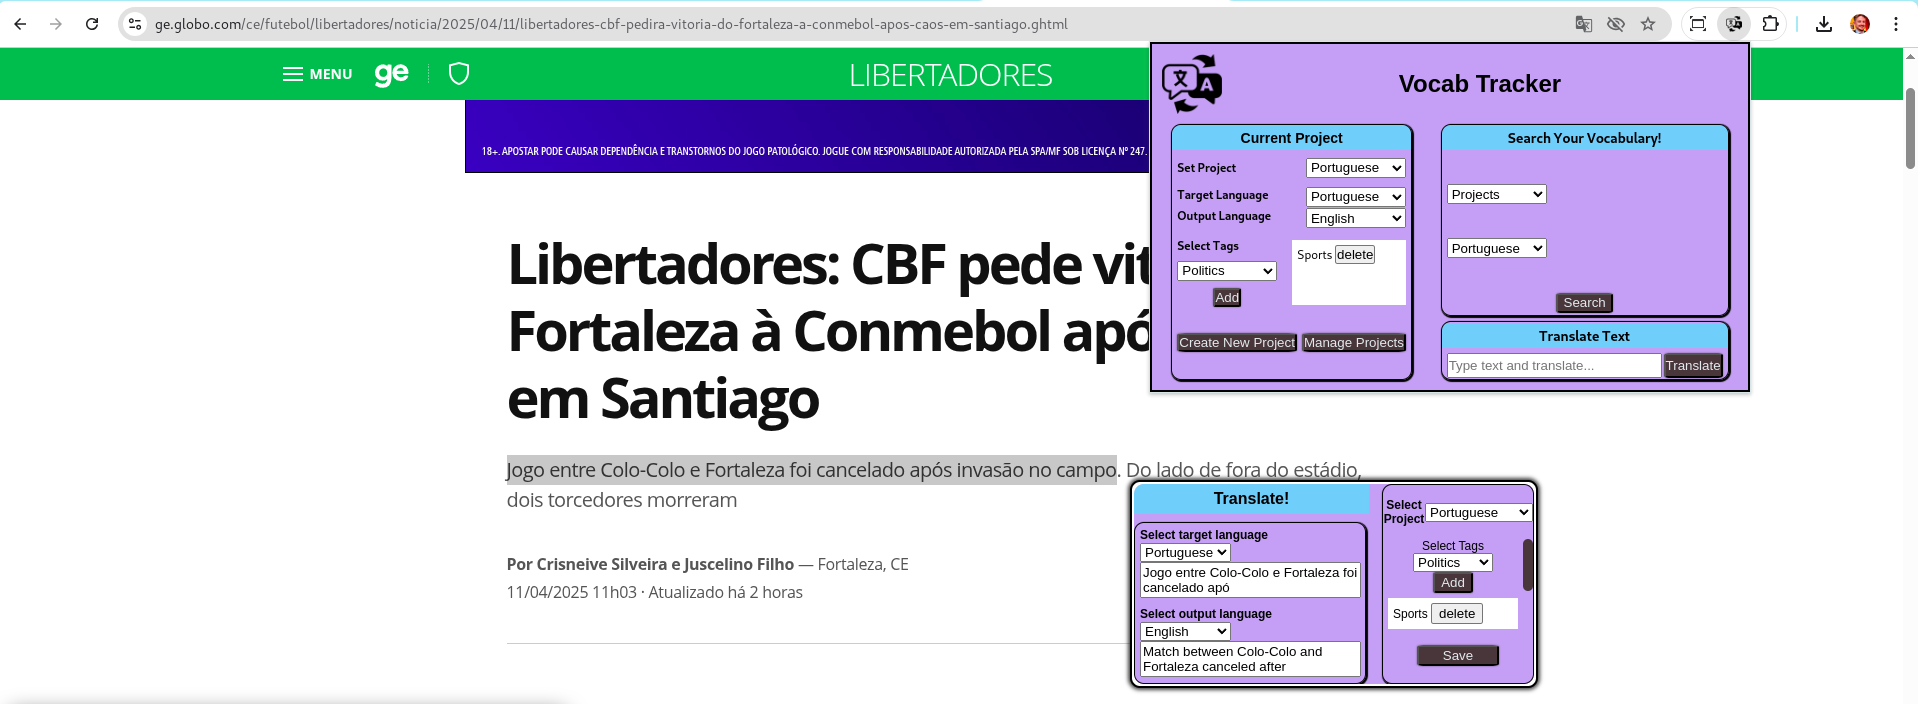 ge.globo.com/ce/futebol/libertadores/noticia/2025/04/11/libertadores-cbf-pedira-vitoria-do-fortaleza-a-conmebol-apos-caos-em-santiago.ghtml
MENU
ge
LIBERTADORES
18+. APOSTAR PODE CAUSAR DEPENDÊNCIA E TRANSTORNOS DO JOGO PATOLÓGICO. JOGUE COM RESPONSABILIDADE AUTORIZADA PELA SPA/MF SOB LICENÇA Nº 247.
Libertadores: CBF pede vit
Fortaleza à Conmebol apó
em Santiago
Jogo entre Colo-Colo e Fortaleza foi cancelado após invasão no campo. Do lado de fora do estádio,
dois torcedores morreram
Por Crisneive Silveira e Juscelino Filho — Fortaleza, CE
11/04/2025 11h03 · Atualizado há 2 horas
Vocab Tracker
Current Project
Set Project
Portuguese
Target Language
Portuguese
Output Language
English
Select Tags
Politics
Add
Sports delete
Create New Project
Manage Projects
Search Your Vocabulary!
Projects
Portuguese
Search
Translate Text
Type text and translate...
Translate
Translate!
Select target language
Portuguese
Jogo entre Colo-Colo e Fortaleza foi
cancelado apó
Select output language
English
Match between Colo-Colo and
Fortaleza canceled after
Select
Project
Portuguese
Select Tags
Politics
Add
Sports delete
Save